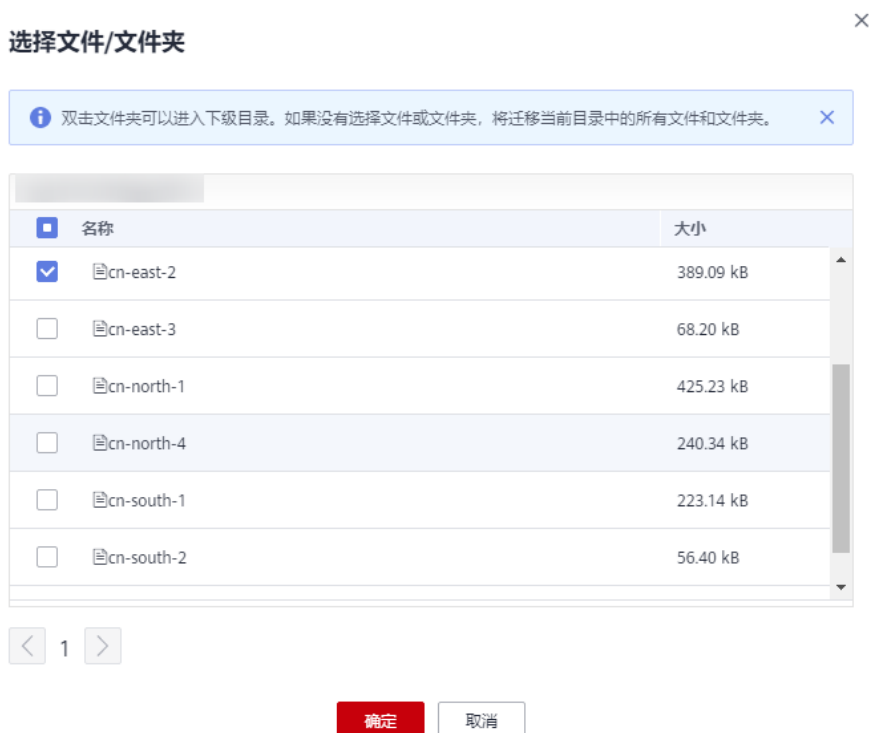 选择文件/文件夹
双击文件夹可以进入下级目录。如果没有选择文件或文件夹，将迁移当前目录中的所有文件和文件夹。
名称 大小
cn-east-2 389.09 kB
cn-east-3 68.20 kB
cn-north-1 425.23 kB
cn-north-4 240.34 kB
cn-south-1 223.14 kB
cn-south-2 56.40 kB
1
确定 取消